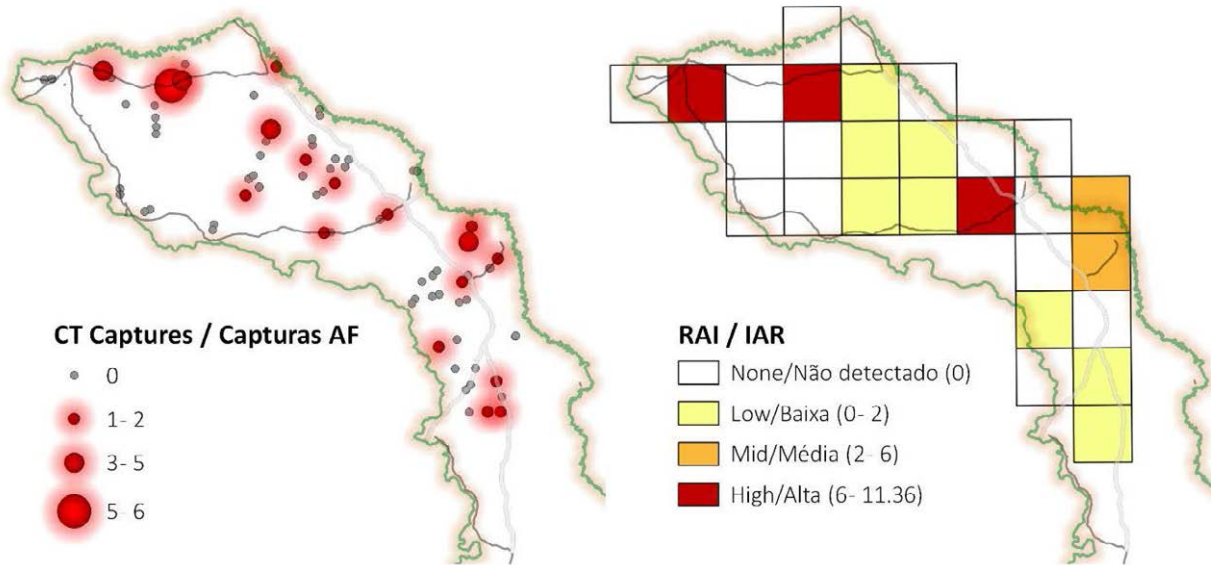 CT Captures / Capturas AF
0
1- 2
3- 5
5- 6
RAI / IAR
None/Não detectado (0)
Low/Baixa (0- 2)
Mid/Média (2- 6)
High/Alta (6- 11.36)